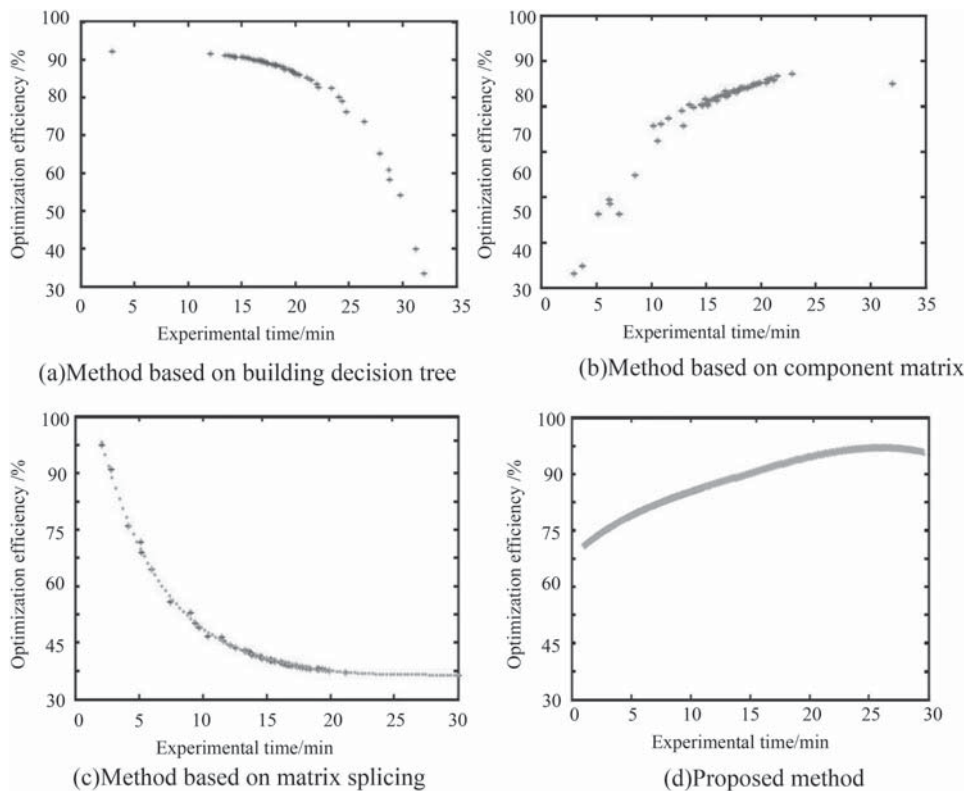 Optimization efficiency /%
100
90
80
70
60
50
40
30
0 5 10 15 20 25 30 35
Experimental time/min
(a)Method based on building decision tree
Optimization efficiency /%
100
90
80
70
60
50
40
30
0 5 10 15 20 25 30 35
Experimental time/min
(b)Method based on component matrix
Optimization efficiency /%
100
90
75
60
45
30
0 5 10 15 20 25 30
Experimental time/min
(c)Method based on matrix splicing
Optimization efficiency /%
100
90
75
60
45
30
0 5 10 15 20 25 30
Experimental time/min
(d)Proposed method